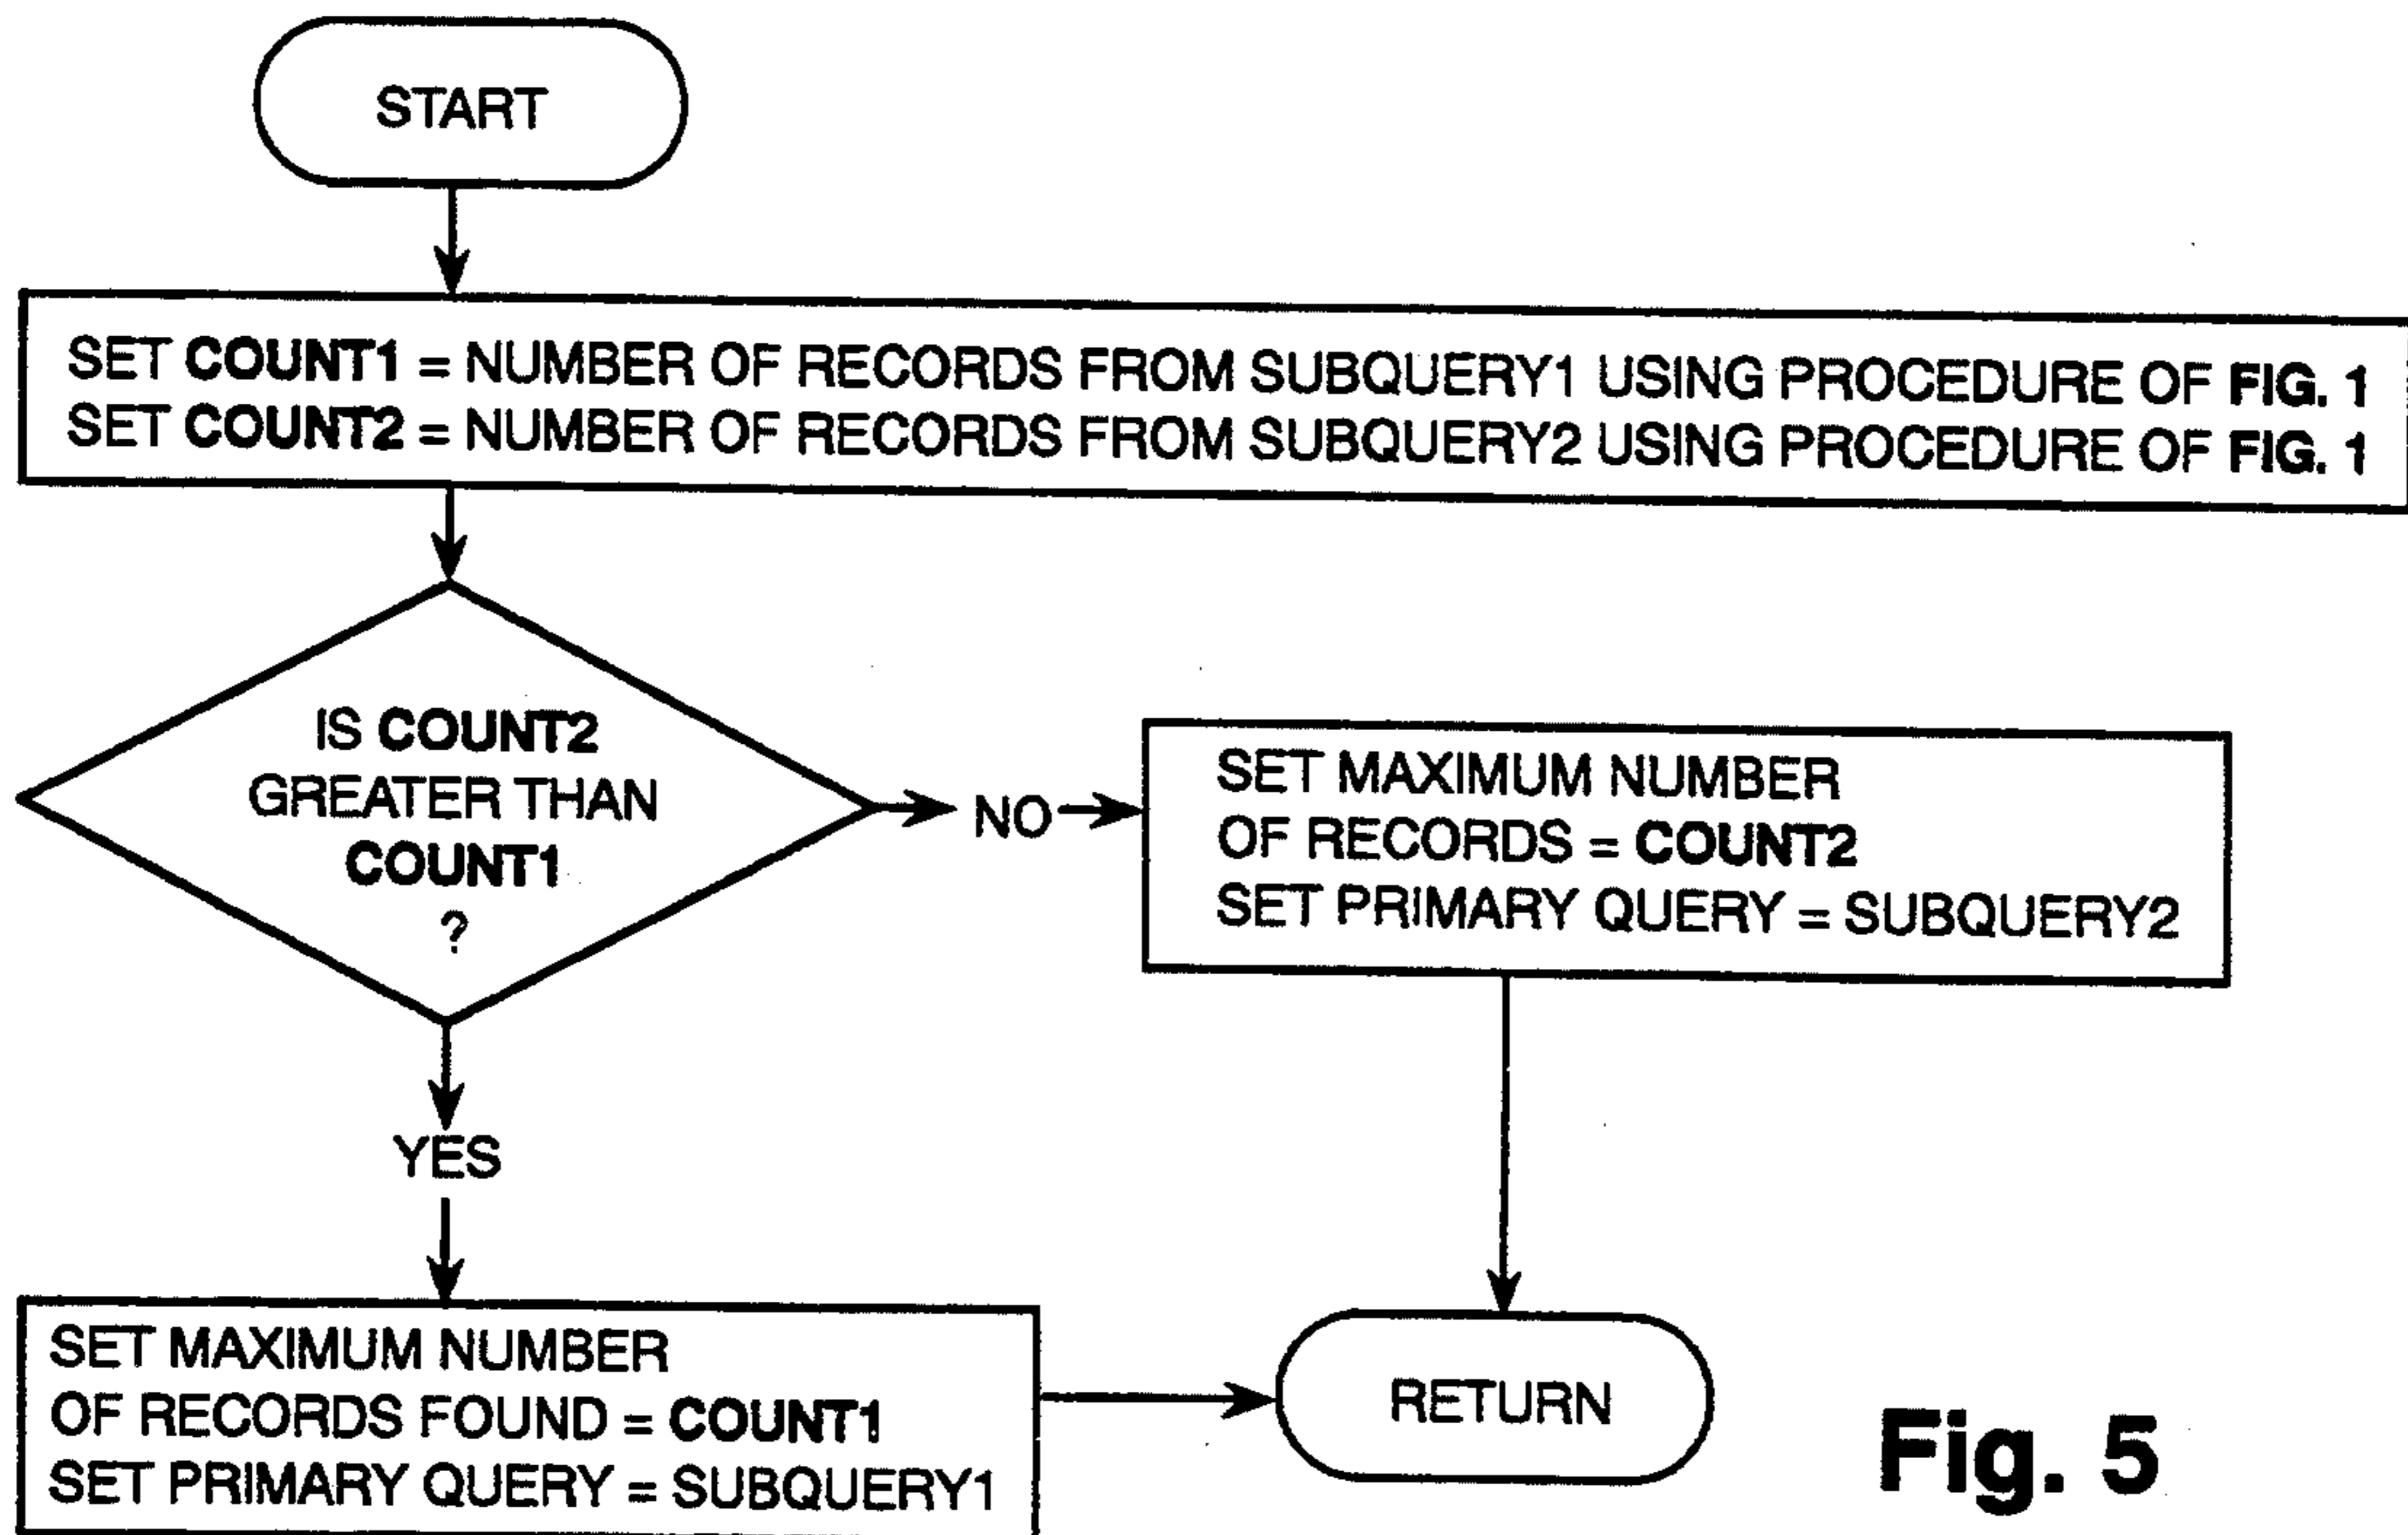 START
SET COUNT1 = NUMBER OF RECORDS FROM SUBQUERY1 USING PROCEDURE OF FIG. 1
SET COUNT2 = NUMBER OF RECORDS FROM SUBQUERY2 USING PROCEDURE OF FIG. 1
IS COUNT2
GREATER THAN
COUNT1
?
NO
SET MAXIMUM NUMBER
OF RECORDS = COUNT2
SET PRIMARY QUERY = SUBQUERY2
YES
SET MAXIMUM NUMBER
OF RECORDS FOUND = COUNT1
SET PRIMARY QUERY = SUBQUERY1
RETURN
Fig. 5